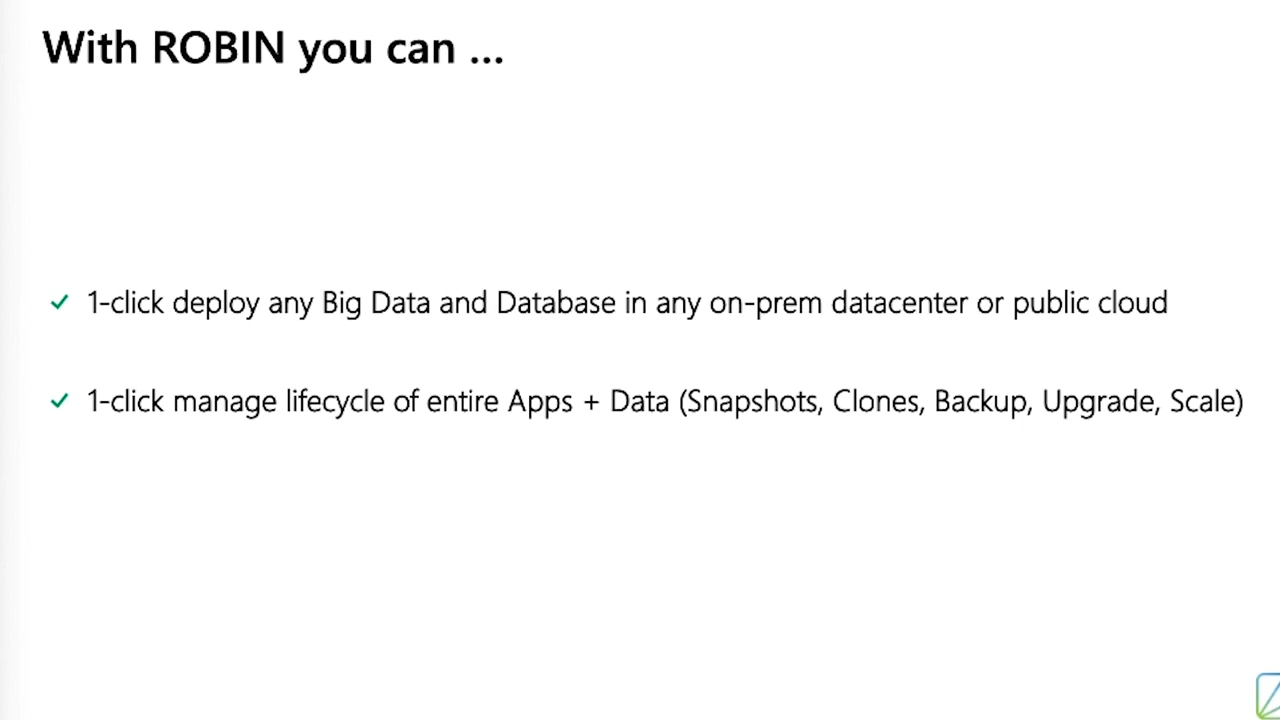 With ROBIN you can ...
1-click deploy any Big Data and Database in any on-prem datacenter or public cloud
1-click manage lifecycle of entire Apps + Data (Snapshots, Clones, Backup, Upgrade, Scale)